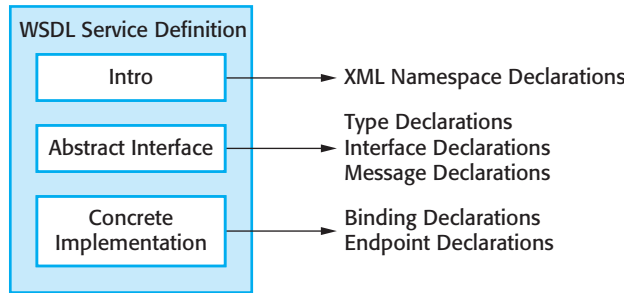 WSDL Service Definition
Intro
XML Namespace Declarations
Abstract Interface
Type Declarations
Interface Declarations
Message Declarations
Concrete
Implementation
Binding Declarations
Endpoint Declarations